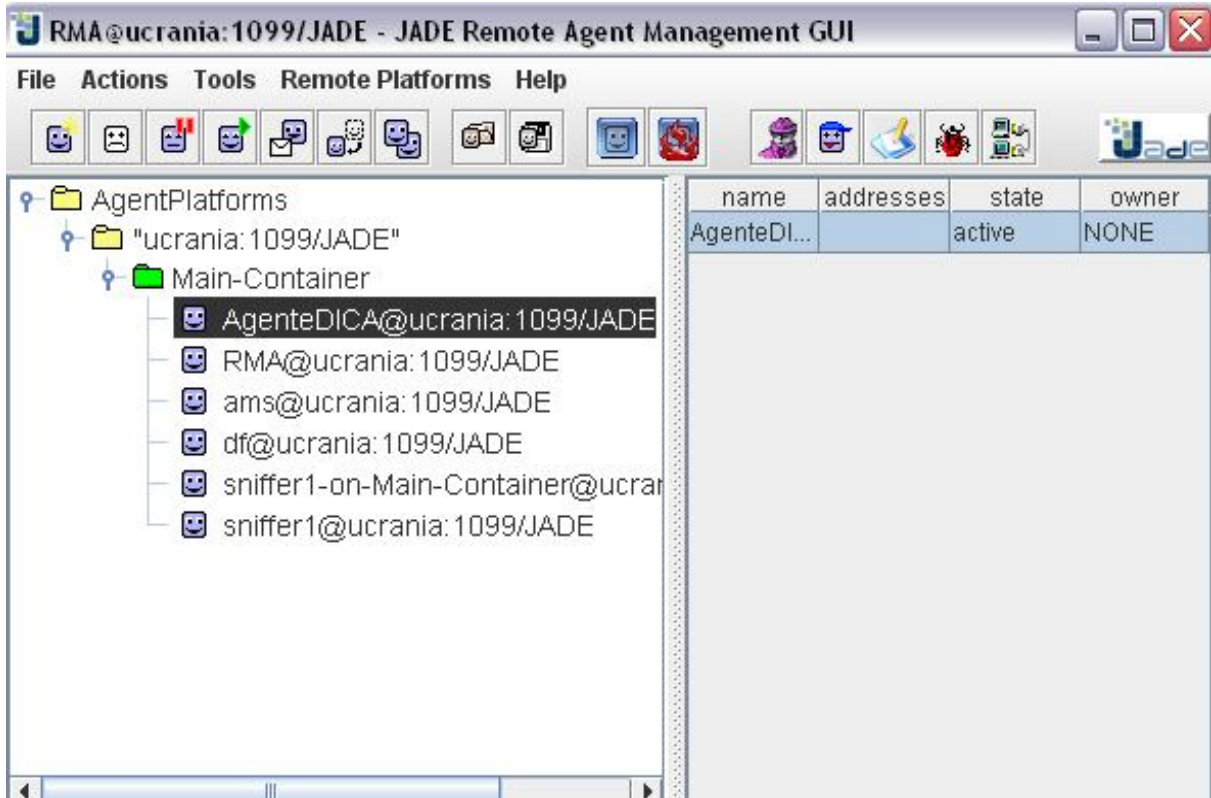 RMA@ucrania:1099/JADE - JADE Remote Agent Management GUI
File Actions Tools Remote Platforms Help
Jade
AgentPlatforms
"ucrania:1099/JADE"
Main-Container
AgenteDICA@ucrania:1099/JADE
RMA@ucrania:1099/JADE
ams@ucrania:1099/JADE
df@ucrania:1099/JADE
sniffer1-on-Main-Container@ucrar
sniffer1@ucrania:1099/JADE
name addresses state owner
AgenteDI... active NONE